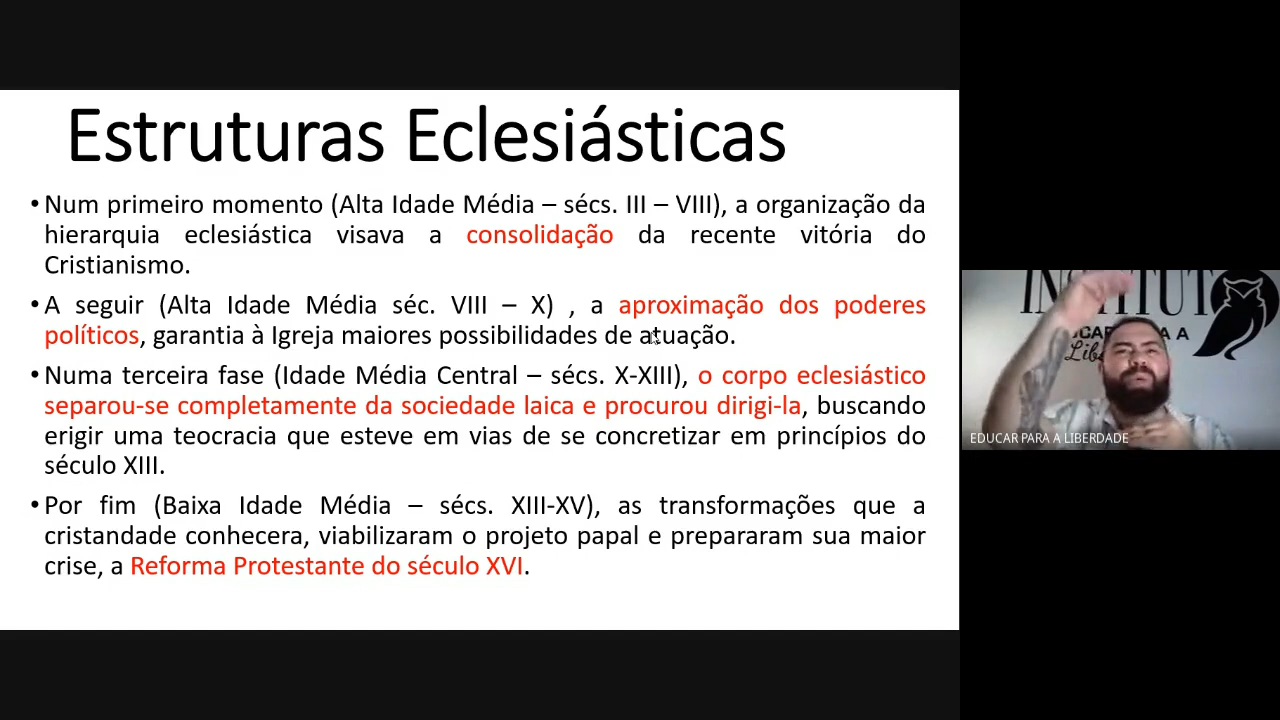 Estruturas Eclesiásticas
• Num primeiro momento (Alta Idade Média – sécs. III – VIII), a organização da
hierarquia eclesiástica visava a consolidação da recente vitória do
Cristianismo.
• A seguir (Alta Idade Média séc. VIII – X) , a aproximação dos poderes
políticos, garantia à Igreja maiores possibilidades de atuação.
• Numa terceira fase (Idade Média Central – sécs. X-XIII), o corpo eclesiástico
separou-se completamente da sociedade laica e procurou dirigi-la, buscando
erigir uma teocracia que esteve em vias de se concretizar em princípios do
século XIII.
• Por fim (Baixa Idade Média – sécs. XIII-XV), as transformações que a
cristandade conhecera, viabilizaram o projeto papal e prepararam sua maior
crise, a Reforma Protestante do século XVI.
INSTITUT
A A
Li
EDUCAR PARA A LIBERDADE